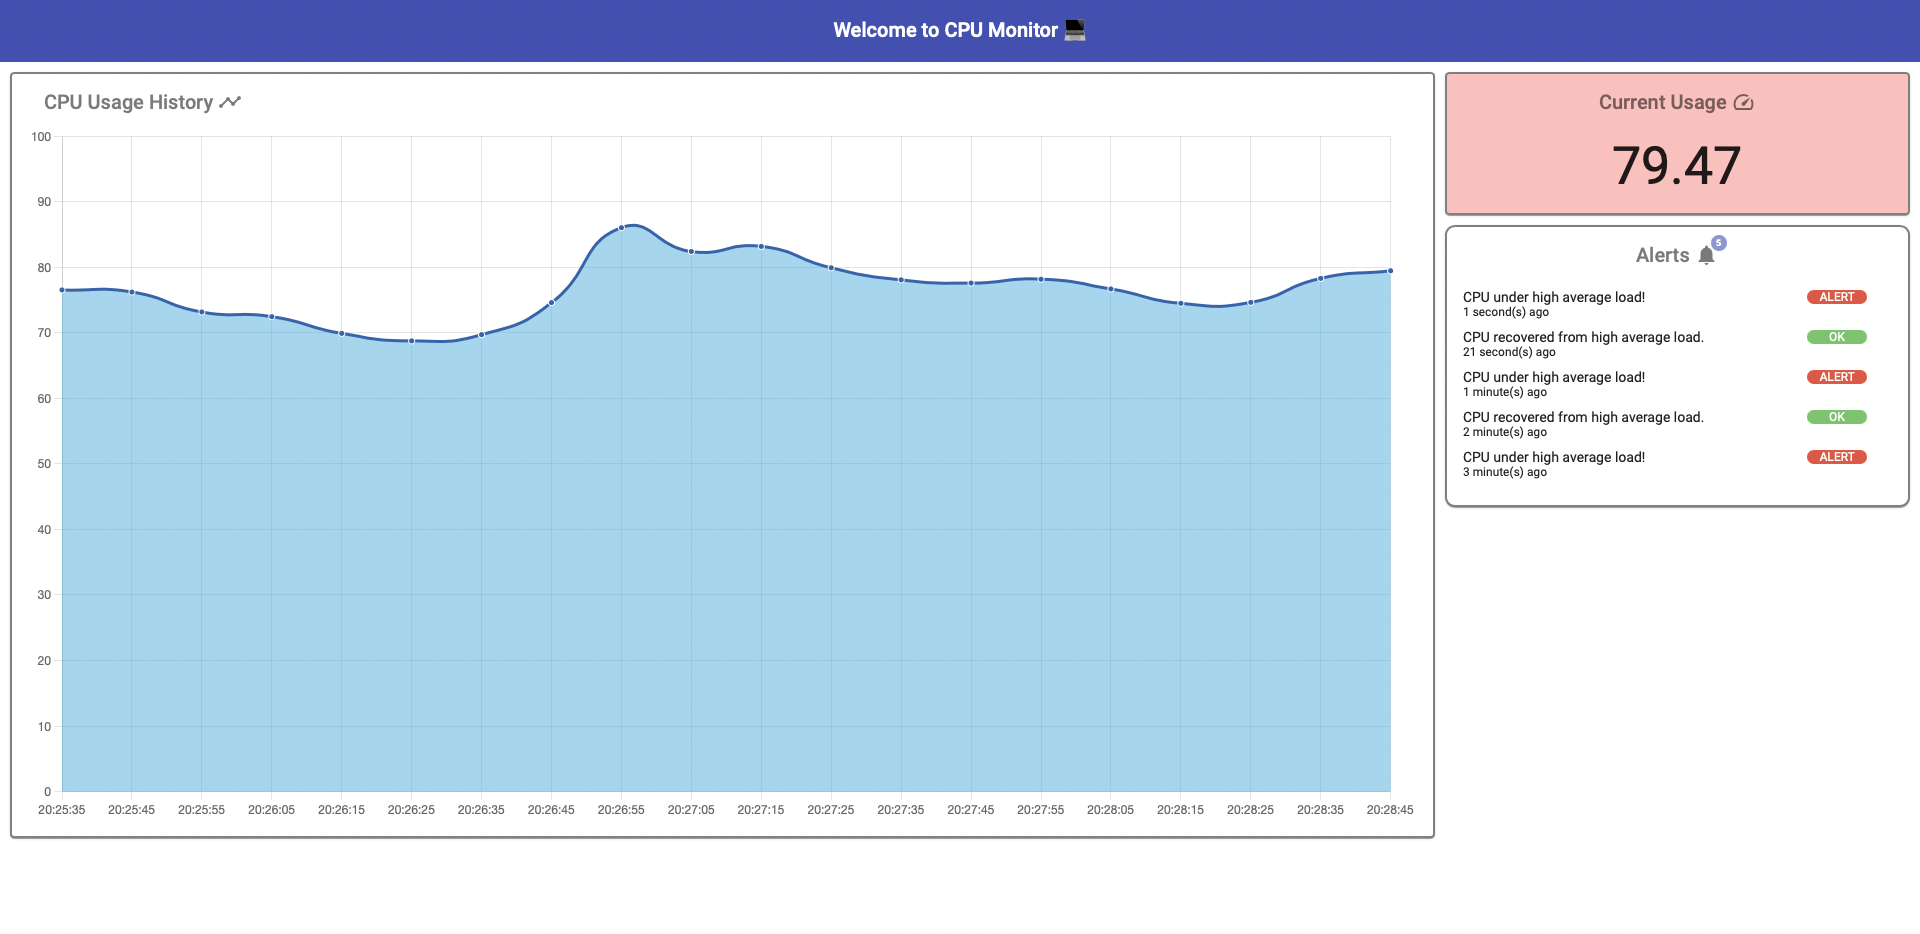 Welcome to CPU Monitor
CPU Usage History
100
90
80
70
60
50
40
30
20
10
0
20:25:35 20:25:45 20:25:55 20:26:05 20:26:15 20:26:25 20:26:35 20:26:45 20:26:55 20:27:05 20:27:15 20:27:25 20:27:35 20:27:45 20:27:55 20:28:05 20:28:15 20:28:25 20:28:35 20:28:45
Current Usage
79.47
Alerts 5
CPU under high average load! ALERT
1 second(s) ago
CPU recovered from high average load. OK
21 second(s) ago
CPU under high average load! ALERT
1 minute(s) ago
CPU recovered from high average load. OK
2 minute(s) ago
CPU under high average load! ALERT
3 minute(s) ago